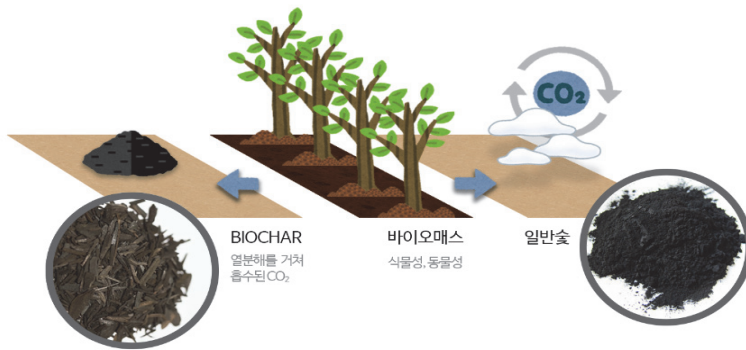 CO₂
BIOCHAR
열분해를 거쳐
흡수된 CO₂
바이오매스
식물성, 동물성
일반숯